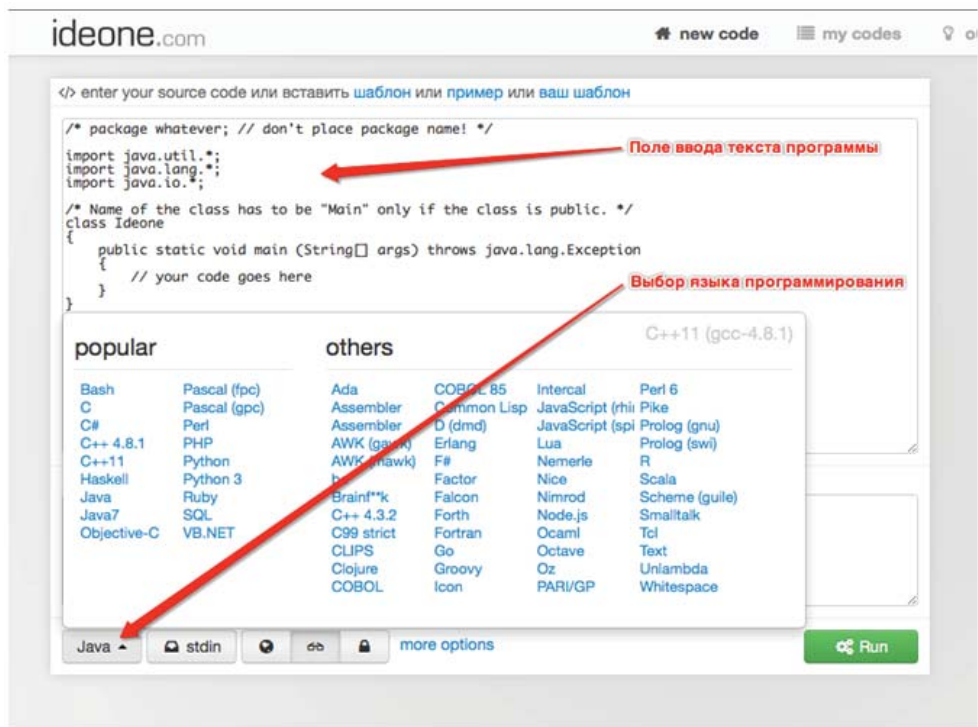 ideone.com
new code
my codes
</> enter your source code или вставить шаблон или пример или ваш шаблон
/* package whatever; // don't place package name! */
Поле ввода текста программы
import java.util.*;
import java.lang.*;
import java.io.*;
/* Name of the class has to be "Main" only if the class is public. */
class Ideone
{
public static void main (String[] args) throws java.lang.Exception
{
// your code goes here
Выбор языка программирования
}
}
popular
others
C++11 (gcc-4.8.1)
Bash Pascal (fpc) Ada COBOL 85 Intercal Perl 6
C Pascal (gpc) Assembler Common Lisp JavaScript (rhi Pike
C# Perl Assembler D (dmd) JavaScript (spi Prolog (gnu)
C++ 4.8.1 PHP AWK (gawk) Erlang Lua Prolog (swi)
C++11 Python AWK (mawk) F# Nemerle R
Haskell Python 3 Factor Nice Scala
Java Ruby Brainf**k Falcon Nimrod Scheme (guile)
Java7 SQL C++ 4.3.2 Forth Node.js Smalltalk
Objective-C VB.NET C99 strict Fortran Ocaml Tcl
CLIPS Go Octave Text
Clojure Groovy Oz Unlambda
COBOL Icon PARI/GP Whitespace
Java stdin more options Run